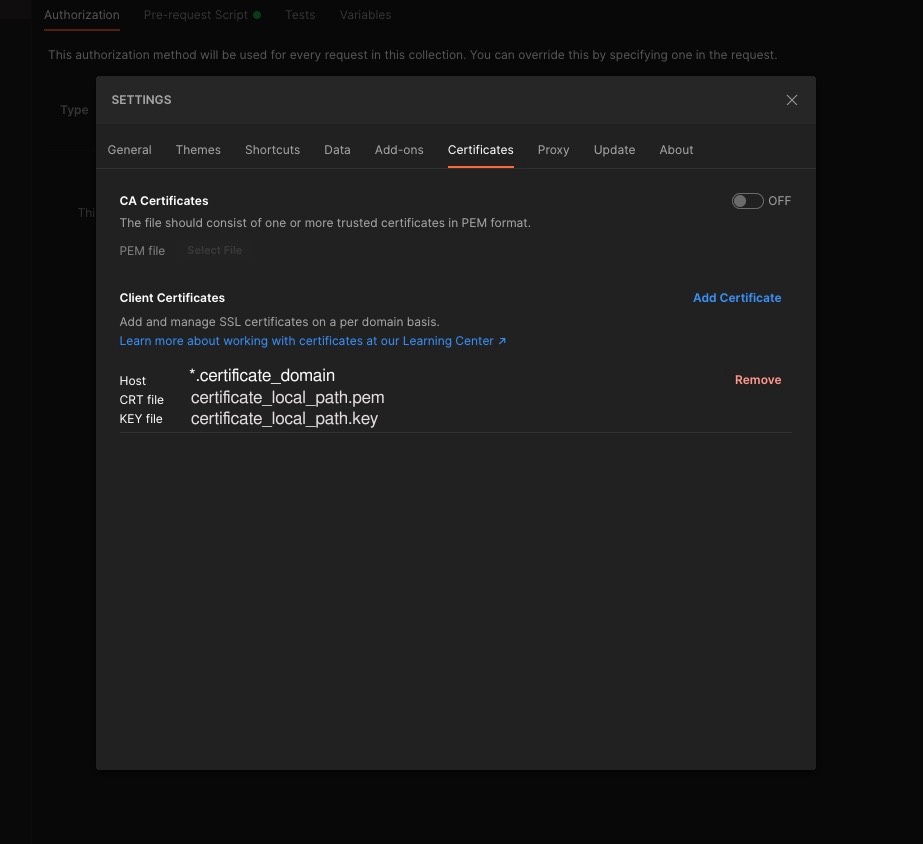 Authorization Pre-request Script Tests Variables
This authorization method will be used for every request in this collection. You can override this by specifying one in the request.
Type
SETTINGS
General Themes Shortcuts Data Add-ons Certificates Proxy Update About
Thi
CA Certificates OFF
The file should consist of one or more trusted certificates in PEM format.
PEM file Select File
Client Certificates Add Certificate
Add and manage SSL certificates on a per domain basis.
Learn more about working with certificates at our Learning Center ↗
Host *.certificate_domain Remove
CRT file certificate_local_path.pem
KEY file certificate_local_path.key